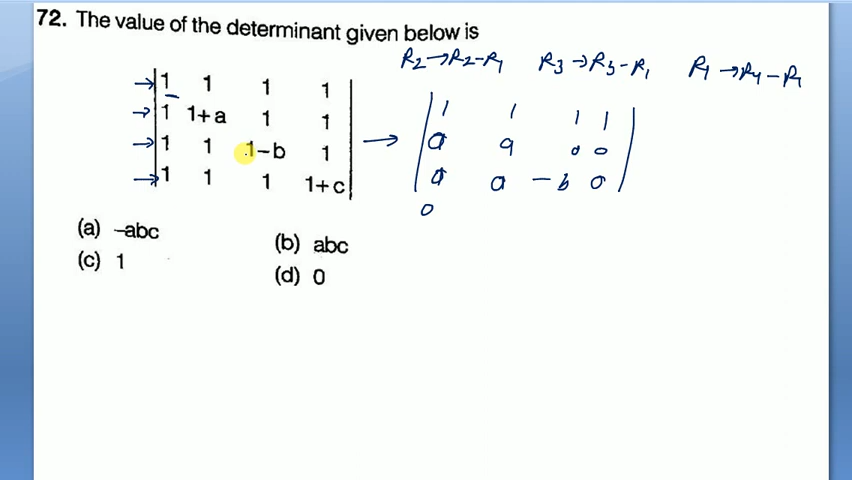 72. The value of the determinant given below is
R2→R2-R1 R3→R3-R1 R4→R4-R1
1 1 1 1
1 1+a 1 1
1 1 1-b 1
1 1 1 1+c
→
1 1 1 1
0 a 0 0
0 0 -b 0
0
(a) -abc
(b) abc
(c) 1
(d) 0